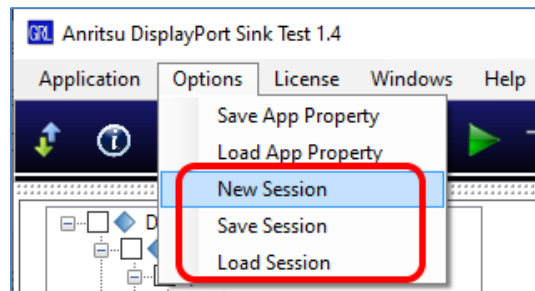 GRL Anritsu DisplayPort Sink Test 1.4
Application Options License Windows Help
Save App Property
Load App Property
New Session
D
Save Session
Load Session